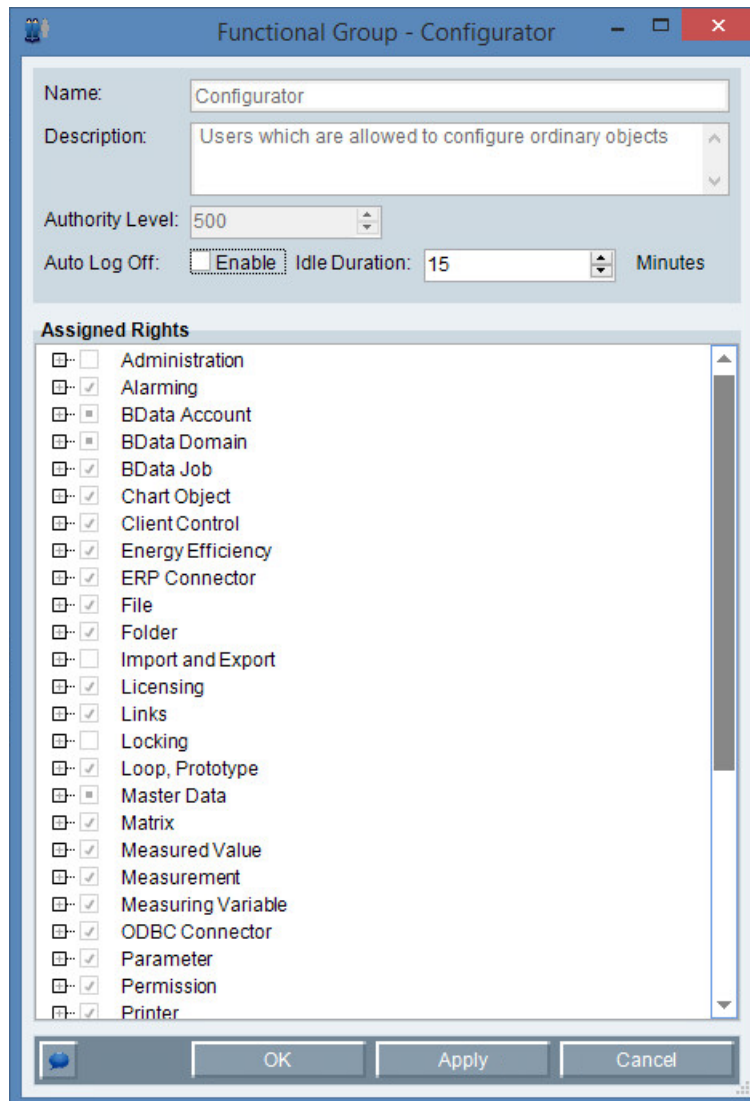 Functional Group - Configurator
Name: Configurator
Description: Users which are allowed to configure ordinary objects
Authority Level: 500
Auto Log Off: Enable Idle Duration: 15 Minutes
Assigned Rights
Administration
Alarming
BData Account
BData Domain
BData Job
Chart Object
Client Control
Energy Efficiency
ERP Connector
File
Folder
Import and Export
Licensing
Links
Locking
Loop, Prototype
Master Data
Matrix
Measured Value
Measurement
Measuring Variable
ODBC Connector
Parameter
Permission
Printer
OK Apply Cancel